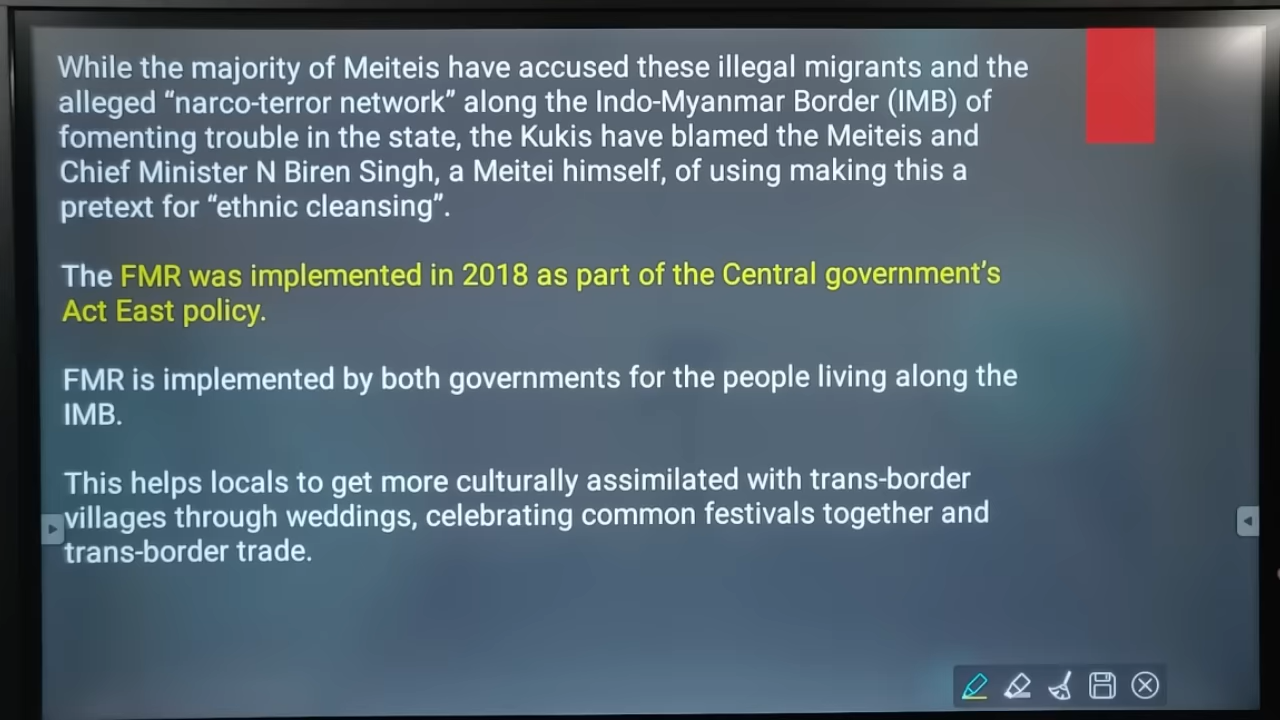 While the majority of Meiteis have accused these illegal migrants and the
alleged “narco-terror network” along the Indo-Myanmar Border (IMB) of
fomenting trouble in the state, the Kukis have blamed the Meiteis and
Chief Minister N Biren Singh, a Meitei himself, of using making this a
pretext for “ethnic cleansing”.
The FMR was implemented in 2018 as part of the Central government’s
Act East policy.
FMR is implemented by both governments for the people living along the
IMB.
This helps locals to get more culturally assimilated with trans-border
villages through weddings, celebrating common festivals together and
trans-border trade.